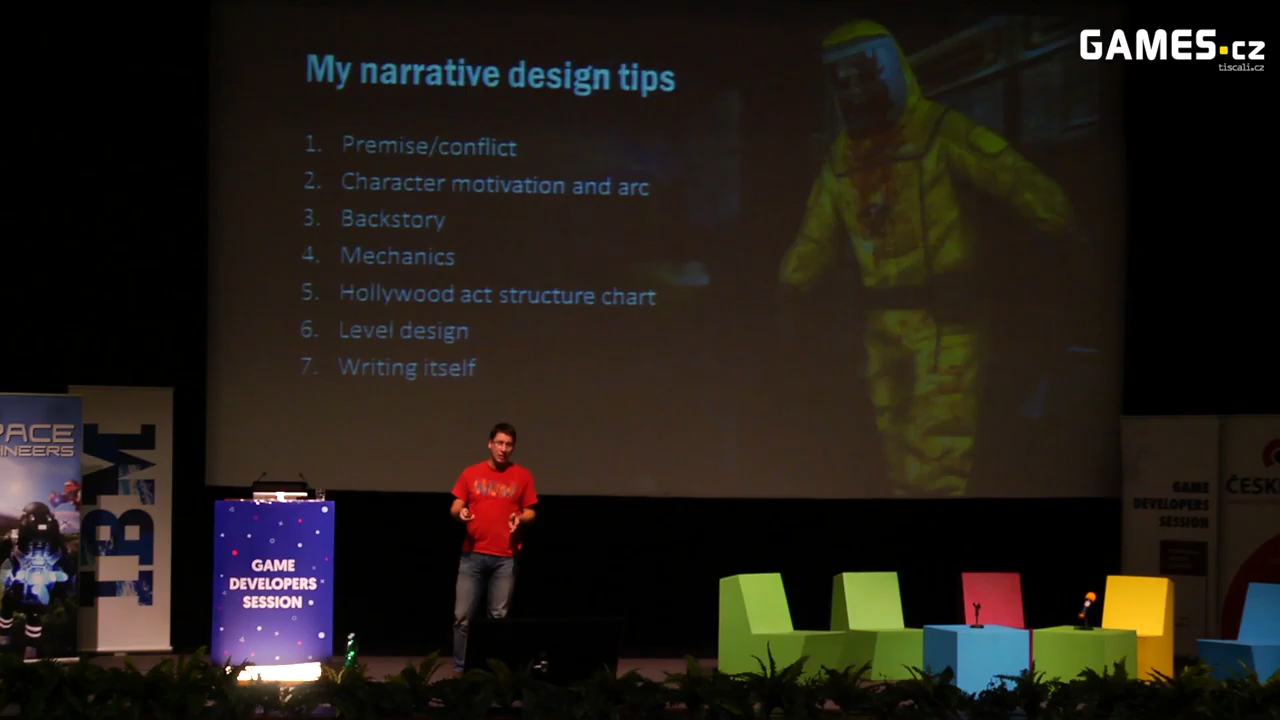 GAMES.cz
tiscali.cz
My narrative design tips
1. Premise/conflict
2. Character motivation and arc
3. Backstory
4. Mechanics
5. Hollywood act structure chart
6. Level design
7. Writing itself
PACE
INEERS
IBM
GAME
DEVELOPERS
SESSION
GAME
DEVELOPERS
SESSION
ČESK